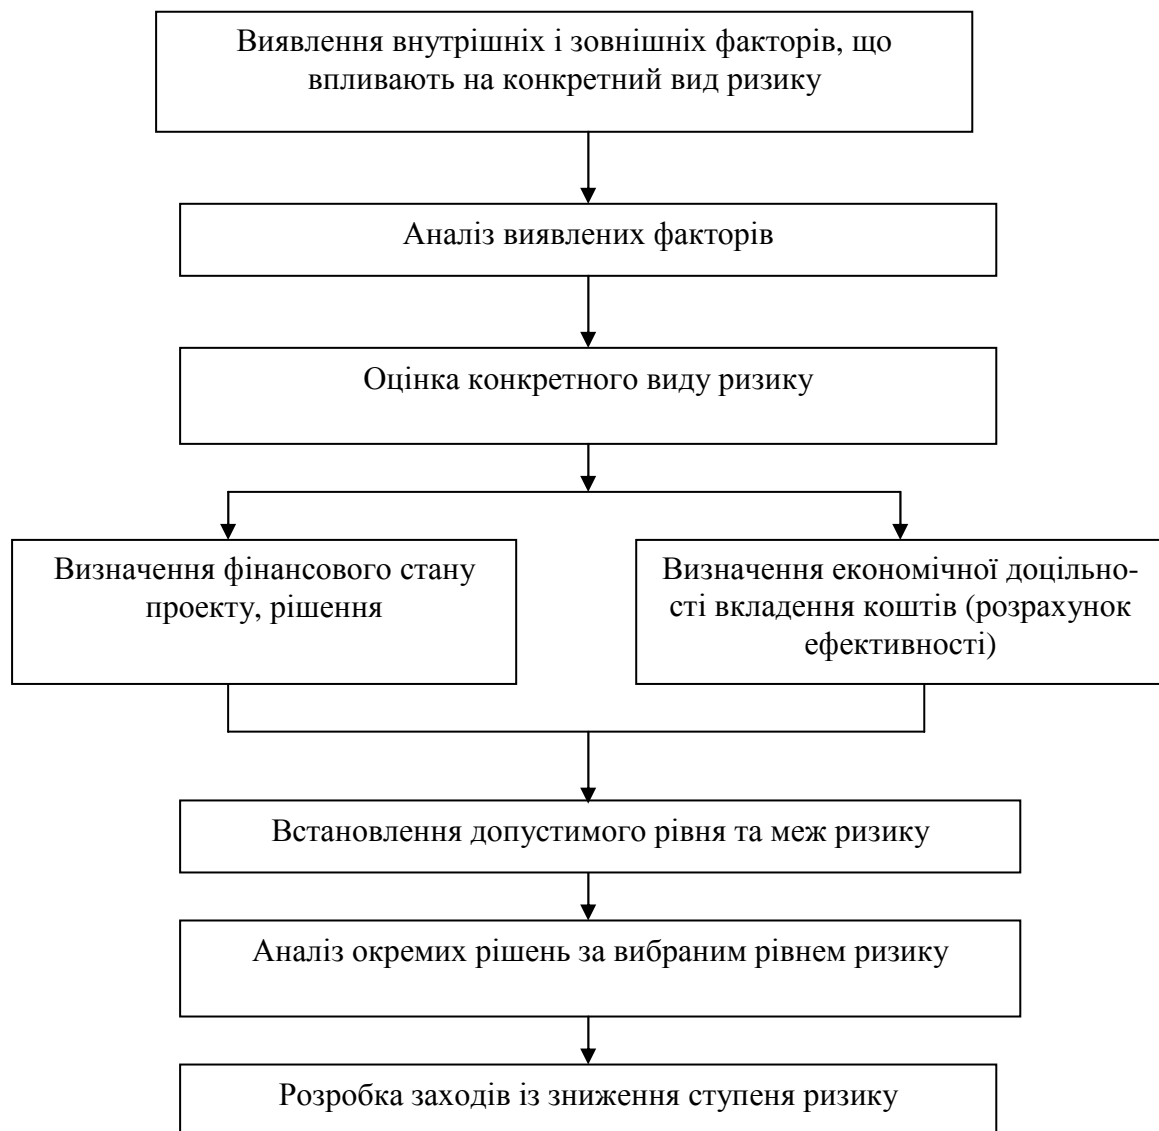 Виявлення внутрішніх і зовнішніх факторів, що
впливають на конкретний вид ризику
Аналіз виявлених факторів
Оцінка конкретного виду ризику
Визначення фінансового стану
проекту, рішення
Визначення економічної доцільно-
сті вкладення коштів (розрахунок
ефективності)
Встановлення допустимого рівня та меж ризику
Аналіз окремих рішень за вибраним рівнем ризику
Розробка заходів із зниження ступеня ризику